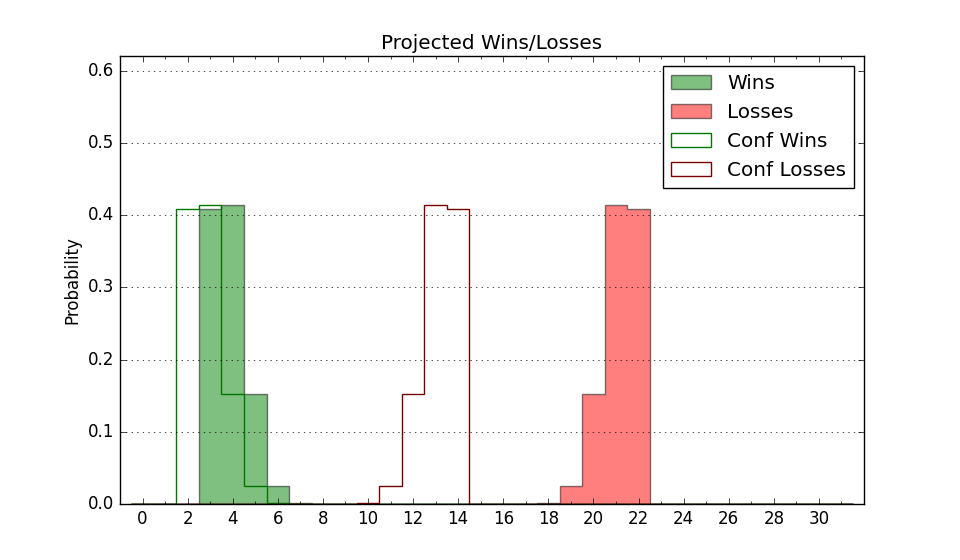 Projected Wins/Losses
0.6
0.5
0.4
0.3
0.2
0.1
0.0
Probability
Wins
Losses
Conf Wins
Conf Losses
0 2 4 6 8 10 12 14 16 18 20 22 24 26 28 30